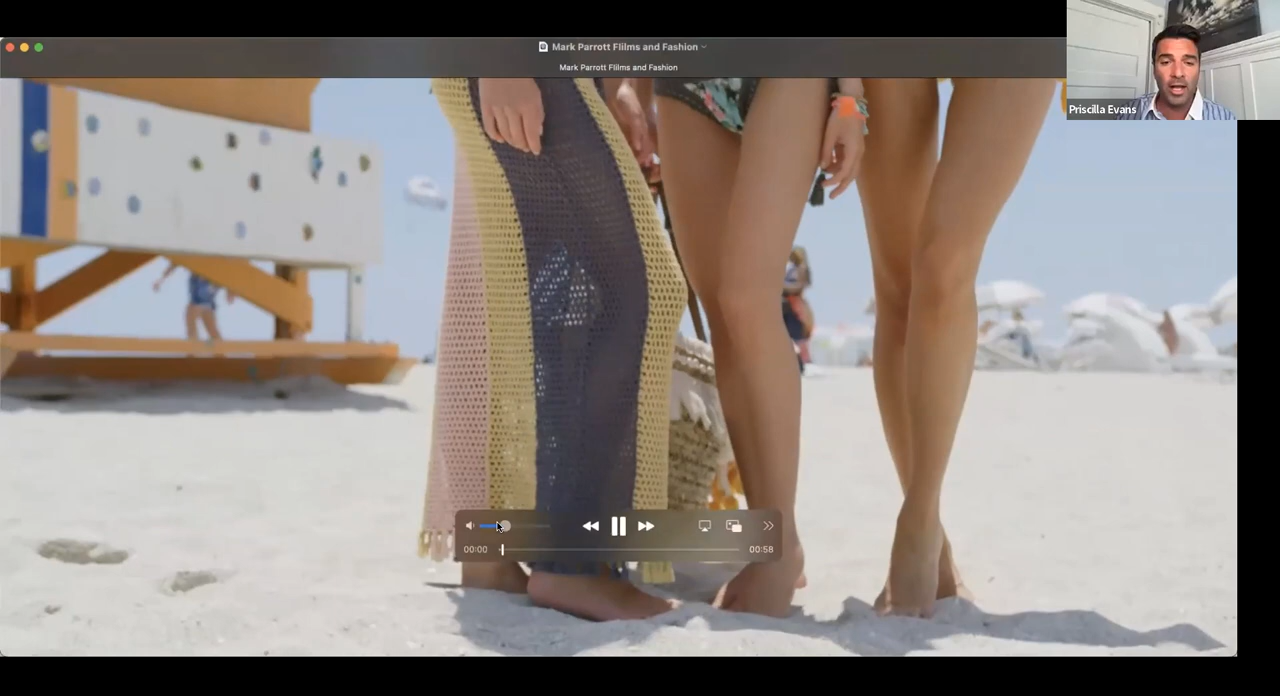 Mark Parrott Flilms and Fashion
Mark Parrott Flilms and Fashion
Priscilla Evans
00:00
00:58